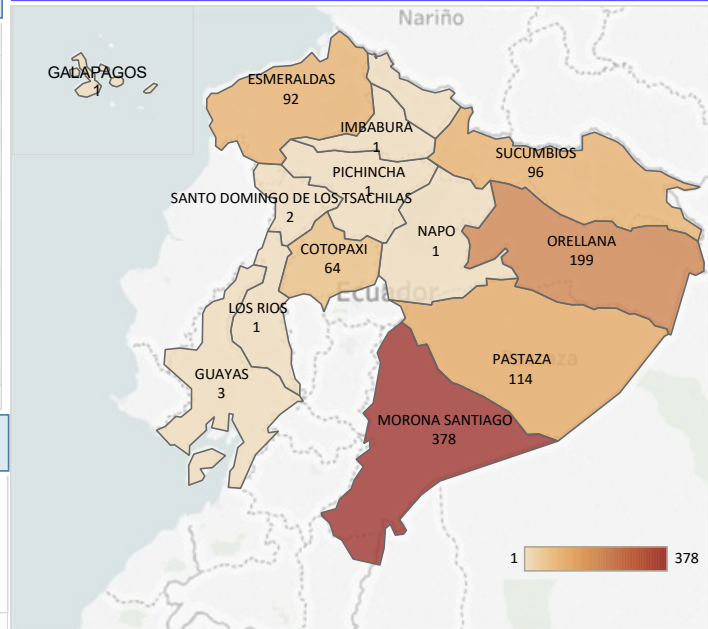 Nariño
GALAPAGOS
1
ESMERALDAS
92
IMBABURA
1
SUCUMBIOS
96
PICHINCHA
1
SANTO DOMINGO DE LOS TSACHILAS
2
NAPO
1
ORELLANA
199
COTOPAXI
64
Ecuador
LOS RIOS
1
PASTAZA
114
GUAYAS
3
MORONA SANTIAGO
378
1
378